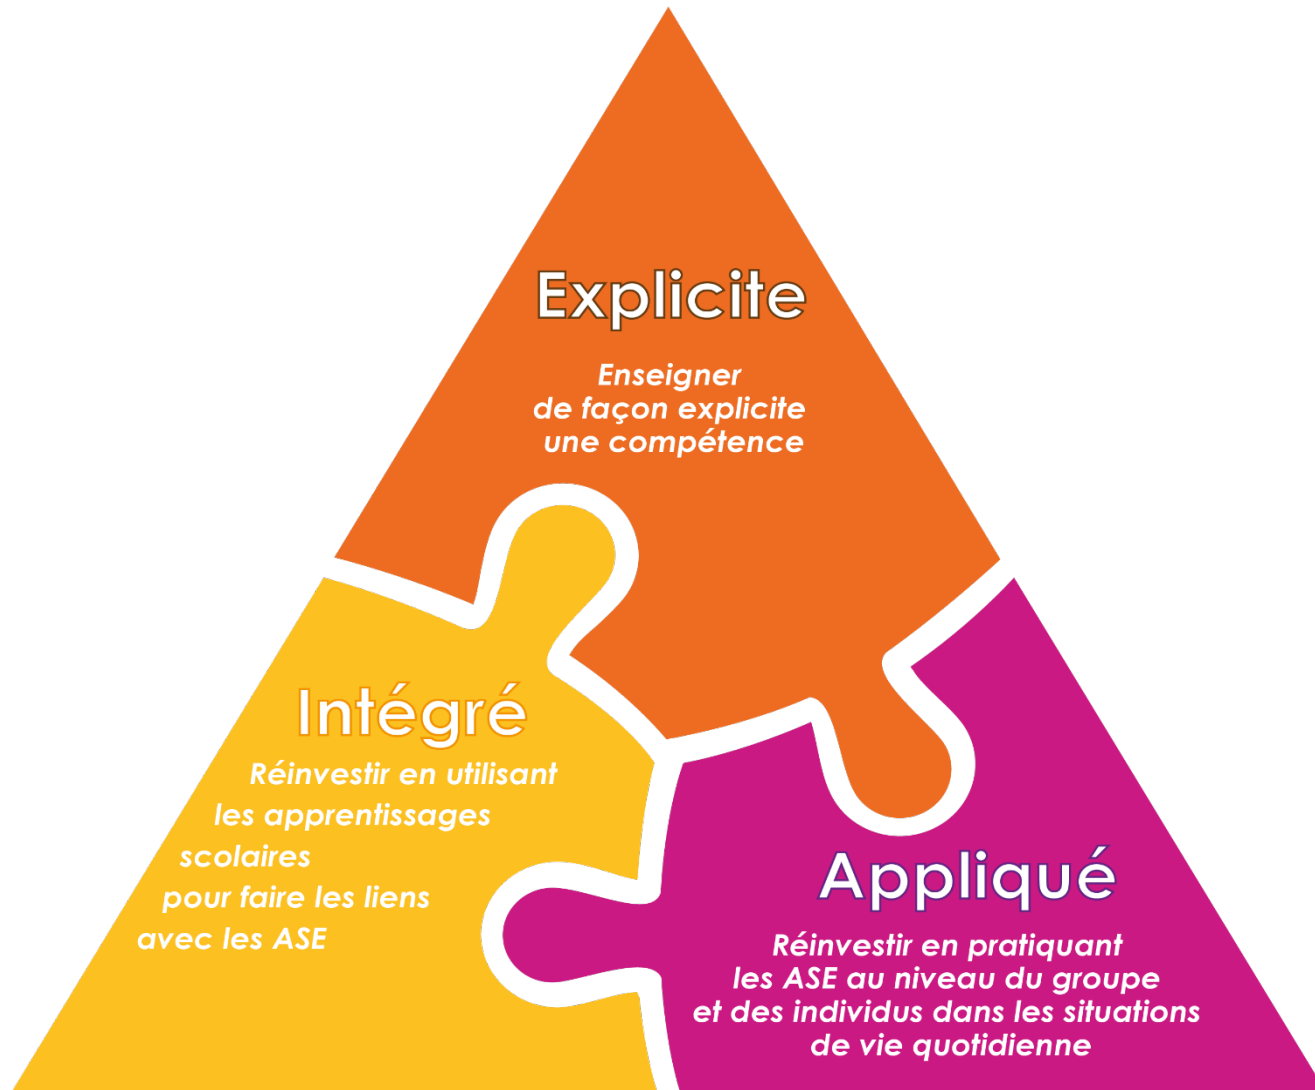 Explicite
Enseigner
de façon explicite
une compétence
Intégré
Réinvestir en utilisant
les apprentissages
scolaires
pour faire les liens
avec les ASE
Appliqué
Réinvestir en pratiquant
les ASE au niveau du groupe
et des individus dans les situations
de vie quotidienne